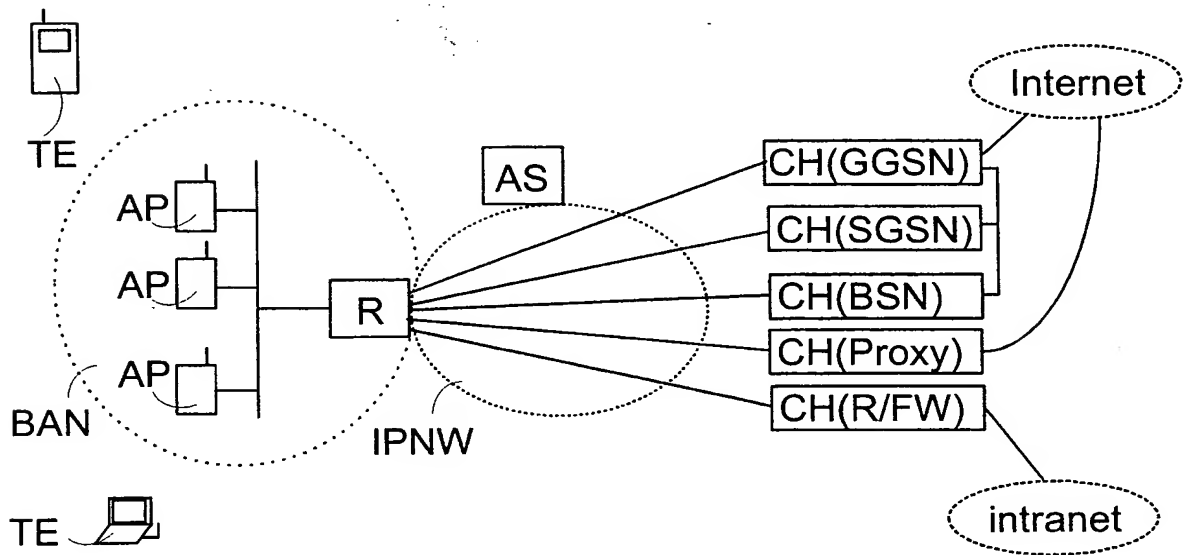 TE
AP
AP
AP
BAN
TE
R
AS
IPNW
CH(GGSN)
CH(SGSN)
CH(BSN)
CH(Proxy)
CH(R/FW)
Internet
intranet